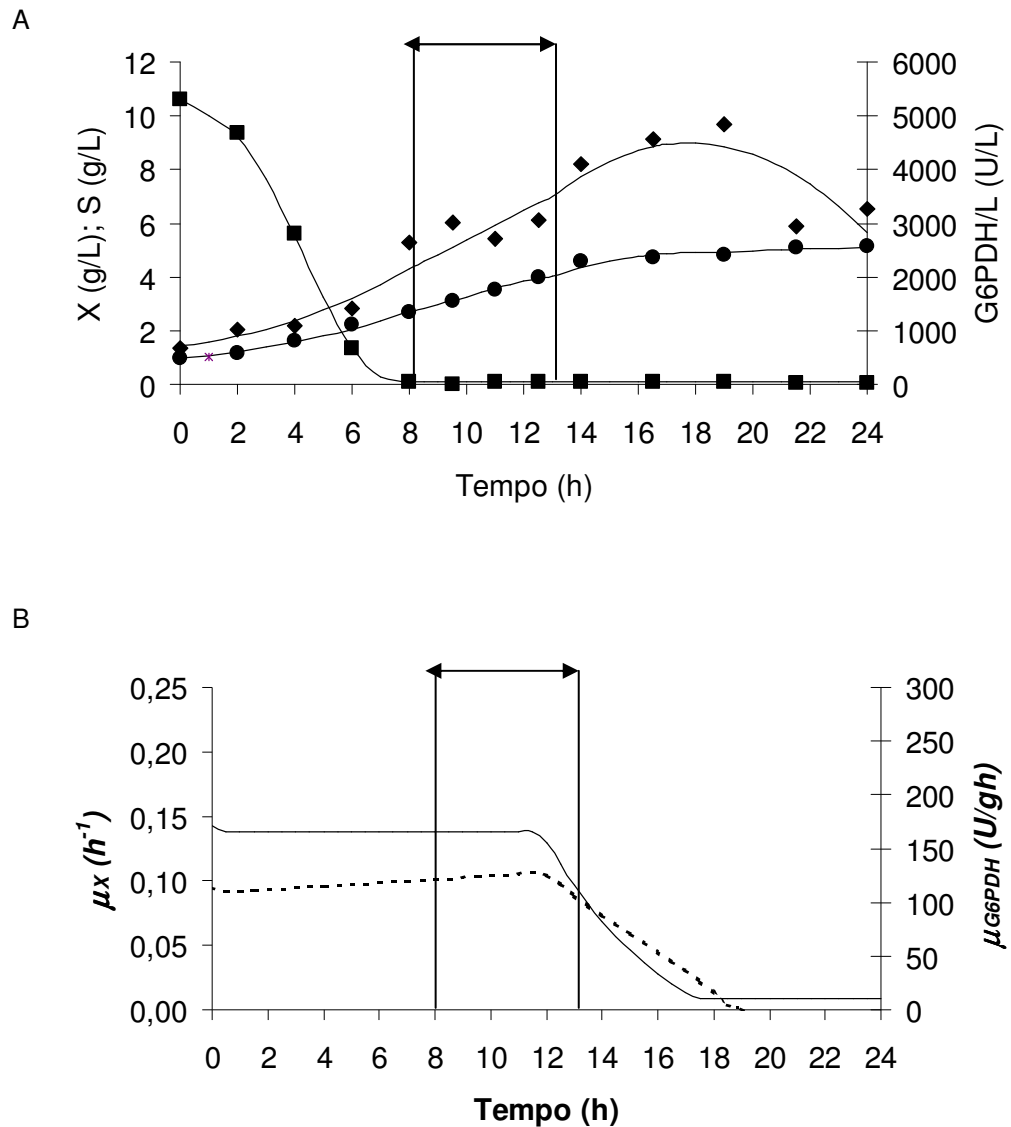 A
12
10
8
6
4
2
0
X (g/L); S (g/L)
6000
5000
4000
3000
2000
1000
0
G6PDH/L (U/L)
0 2 4 6 8 10 12 14 16 18 20 22 24
Tempo (h)
B
0,25
0,20
0,15
0,10
0,05
0,00
μx (h-1)
300
250
200
150
100
50
0
μG6PDH (U/gh)
0 2 4 6 8 10 12 14 16 18 20 22 24
Tempo (h)